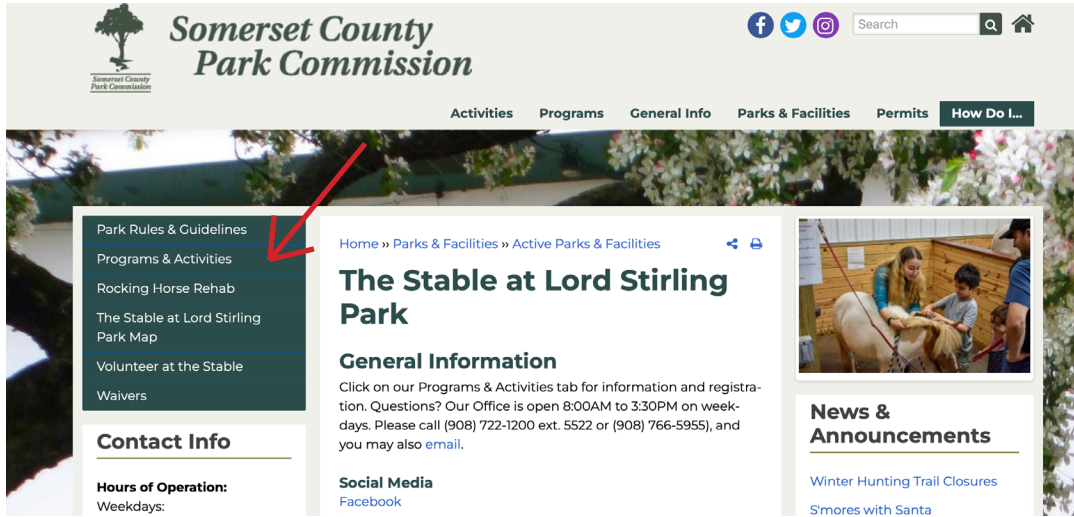 Somerset County
Park Commission
Somerset County
Park Commission
Search
Activities
Programs
General Info
Parks & Facilities
Permits
How Do I...
Park Rules & Guidelines
Programs & Activities
Rocking Horse Rehab
The Stable at Lord Stirling
Park Map
Volunteer at the Stable
Waivers
Contact Info
Hours of Operation:
Weekdays:
Home ›› Parks & Facilities ›› Active Parks & Facilities
The Stable at Lord Stirling
Park
General Information
Click on our Programs & Activities tab for information and registra-
tion. Questions? Our Office is open 8:00AM to 3:30PM on week-
days. Please call (908) 722-1200 ext. 5522 or (908) 766-5955), and
you may also email.
Social Media
Facebook
News &
Announcements
Winter Hunting Trail Closures
S'mores with Santa